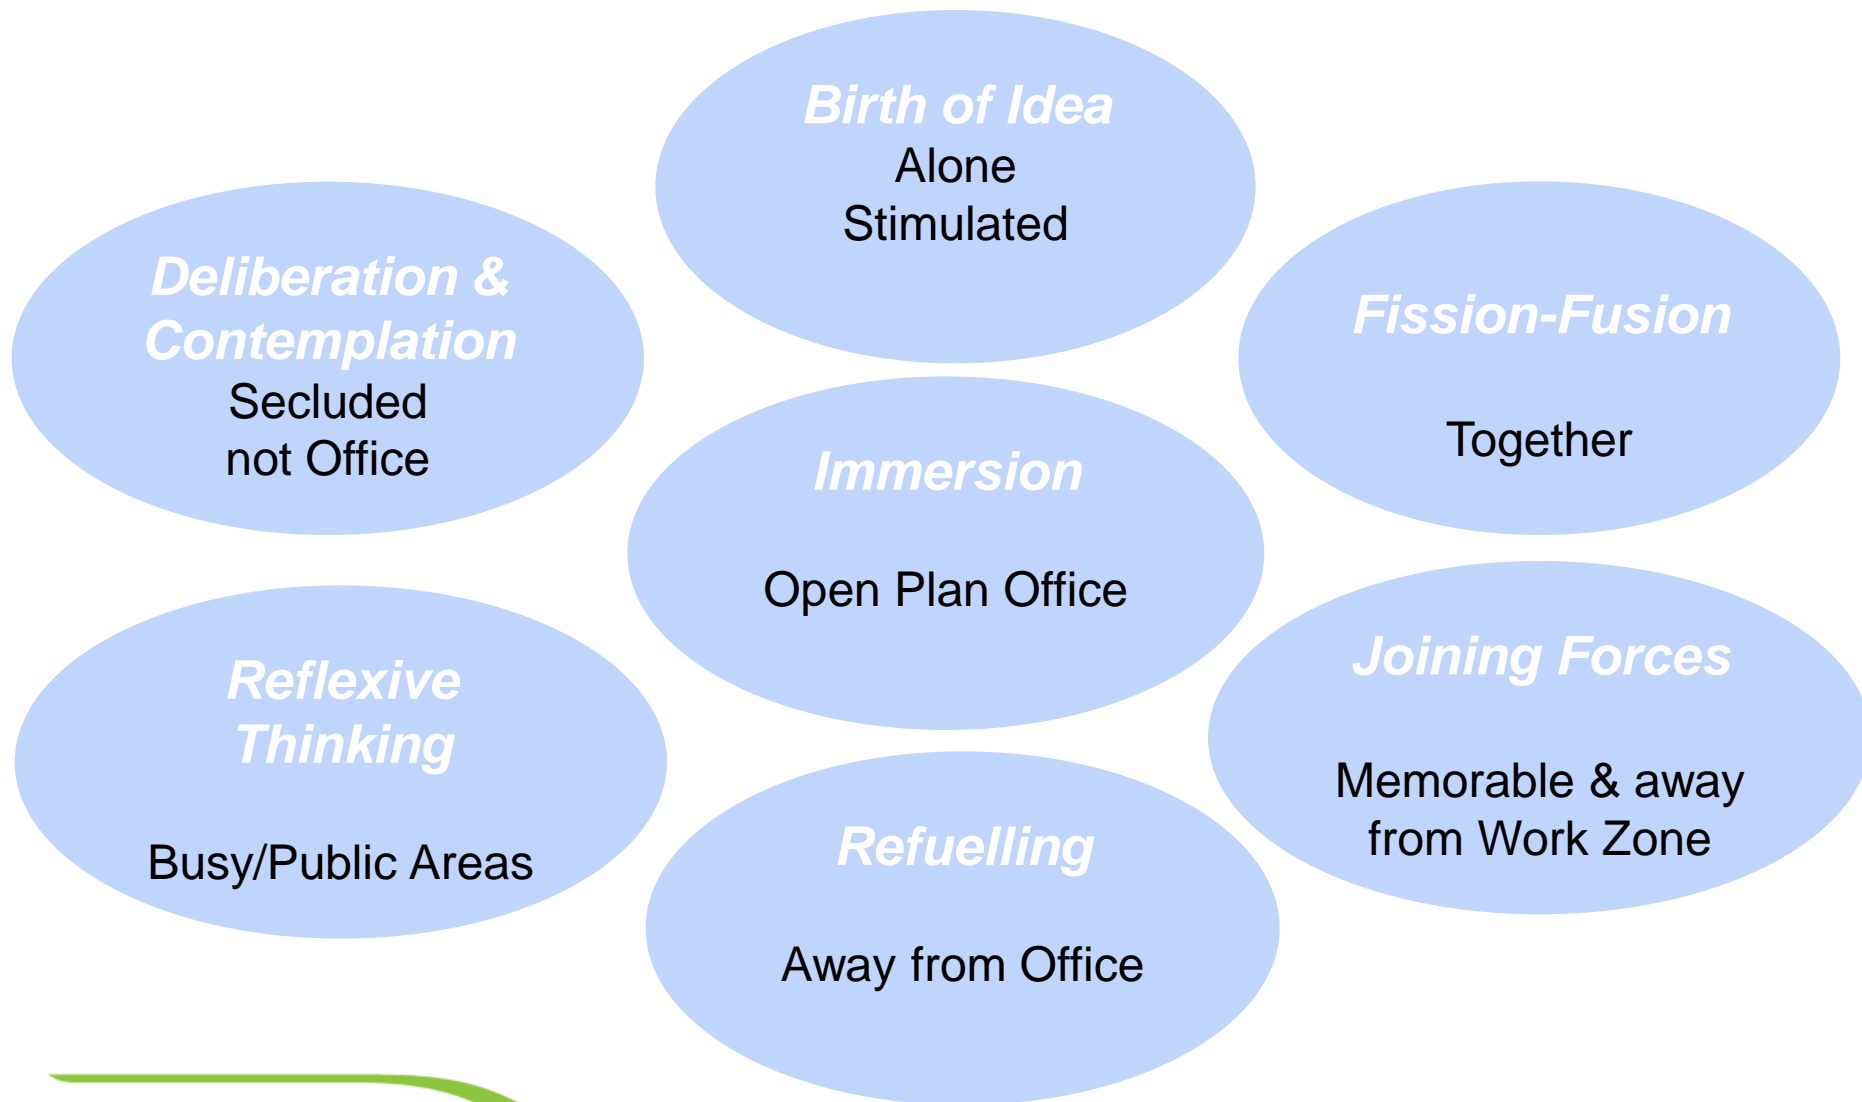 Birth of Idea
Alone
Stimulated
Deliberation &
Contemplation
Secluded
not Office
Fission-Fusion
Together
Immersion
Open Plan Office
Reflexive
Thinking
Busy/Public Areas
Joining Forces
Memorable & away
from Work Zone
Refuelling
Away from Office